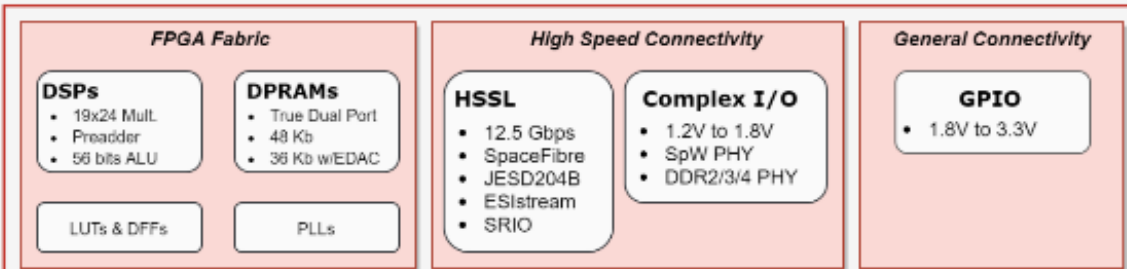 FPGA Fabric
DSPs
• 19x24 Mult.
• Preadder
• 56 bits ALU
DPRAMs
• True Dual Port
• 48 Kb
• 36 Kb w/EDAC
LUTs & DFFs
PLLs
High Speed Connectivity
HSSL
• 12.5 Gbps
• SpaceFibre
• JESD204B
• ESIstream
• SRIO
Complex I/O
• 1.2V to 1.8V
• SpW PHY
• DDR2/3/4 PHY
General Connectivity
GPIO
• 1.8V to 3.3V